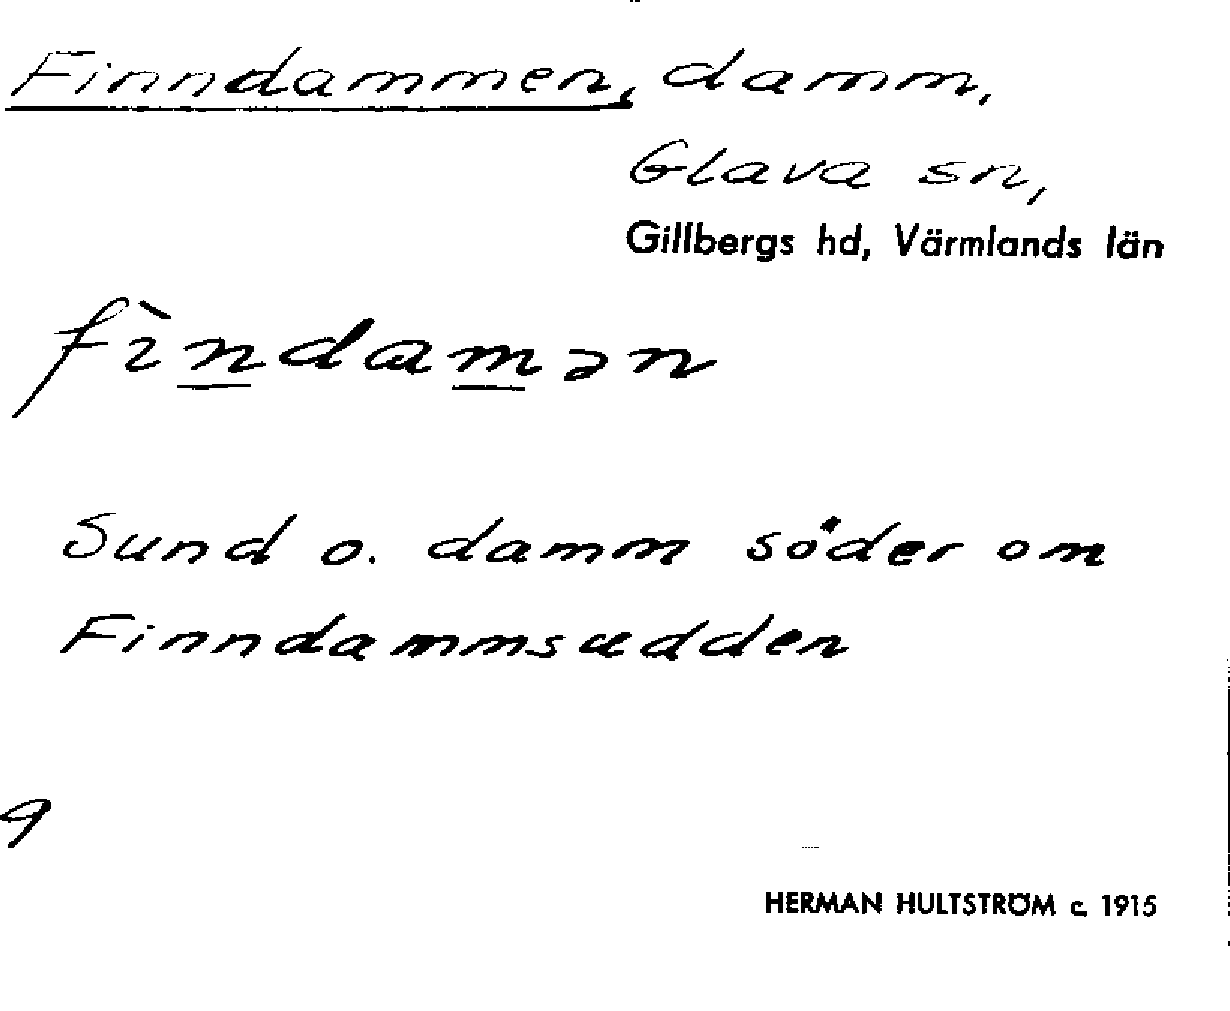 Finndammen, damm,
Glava sn,
Gillbergs hd, Värmlands län
fìndamən
Sund o. damm söder om
Finndammsudden
9
HERMAN HULTSTRÖM c. 1915